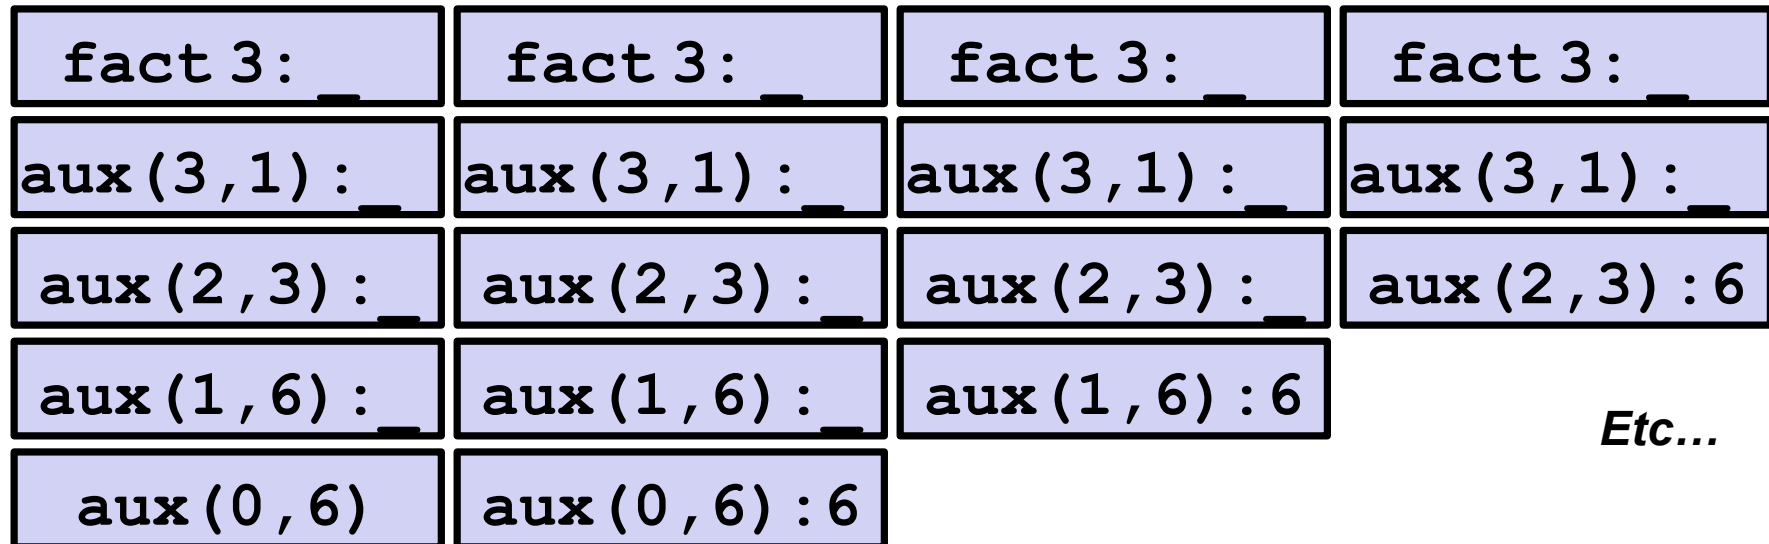 fact 3:_ fact 3:_ fact 3:_ fact 3:_
aux(3,1):_ aux(3,1):_ aux(3,1):_ aux(3,1):_
aux(2,3):_ aux(2,3):_ aux(2,3):_ aux(2,3):6
aux(1,6):_ aux(1,6):_ aux(1,6):6
Etc…
aux(0,6) aux(0,6):6